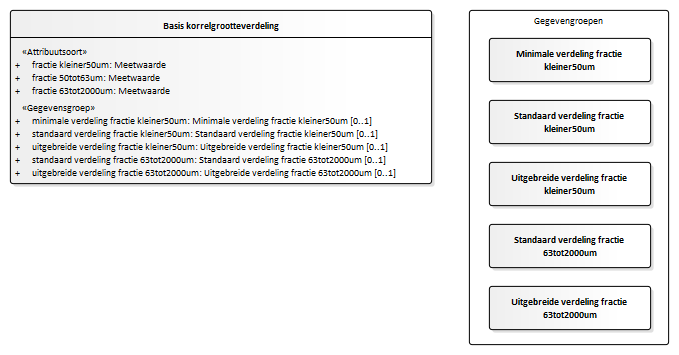 Basis korrelgrootteverdeling
«Attribuutsoort»
+ fractie kleiner50um: Meetwaarde
+ fractie 50tot63um: Meetwaarde
+ fractie 63tot2000um: Meetwaarde
«Gegevensgroep»
+ minimale verdeling fractie kleiner50um: Minimale verdeling fractie kleiner50um [0..1]
+ standaard verdeling fractie kleiner50um: Standaard verdeling fractie kleiner50um [0..1]
+ uitgebreide verdeling fractie kleiner50um: Uitgebreide verdeling fractie kleiner50um [0..1]
+ standaard verdeling fractie 63tot2000um: Standaard verdeling fractie 63tot2000um [0..1]
+ uitgebreide verdeling fractie 63tot2000um: Uitgebreide verdeling fractie 63tot2000um [0..1]
Gegevengroepen
Minimale verdeling fractie
kleiner50um
Standaard verdeling fractie
kleiner50um
Uitgebreide verdeling fractie
kleiner50um
Standaard verdeling fractie
63tot2000um
Uitgebreide verdeling fractie
63tot2000um